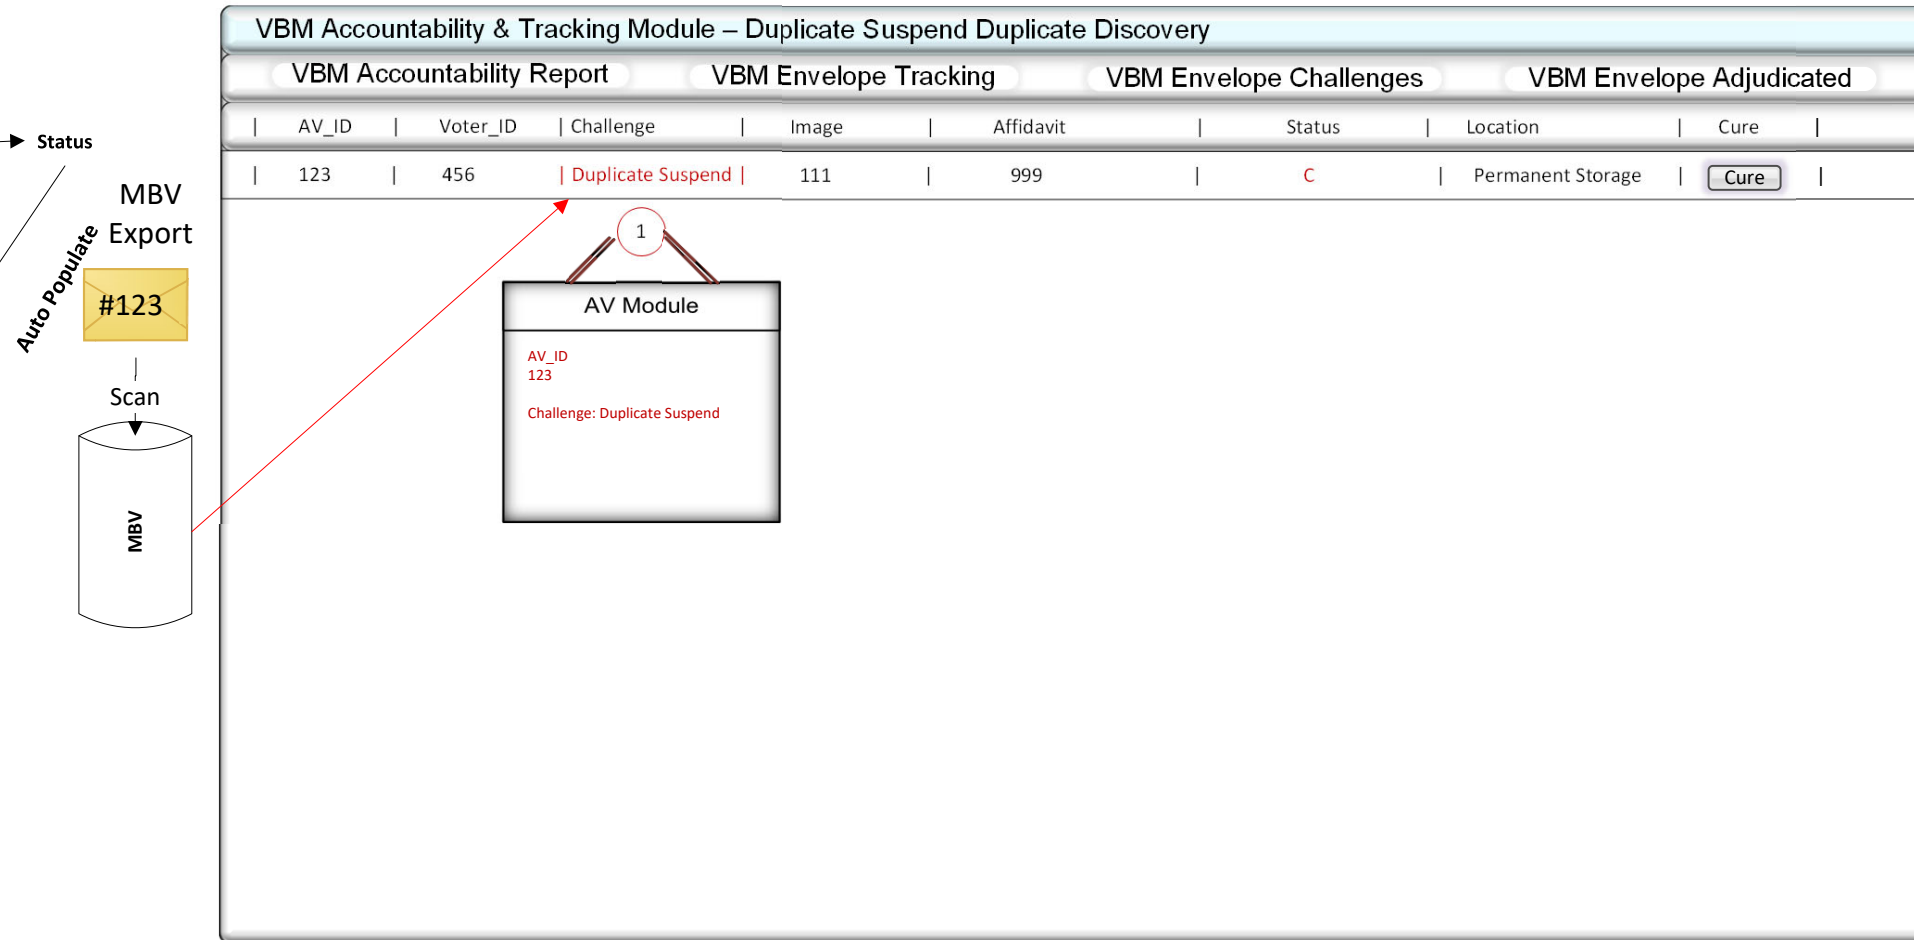 VBM Accountability & Tracking Module – Duplicate Suspend Duplicate Discovery
VBM Accountability Report VBM Envelope Tracking VBM Envelope Challenges VBM Envelope Adjudicated
| AV_ID | Voter_ID | Challenge | Image | Affidavit | Status | Location | Cure |
| 123 | 456 | Duplicate Suspend | 111 | 999 | C | Permanent Storage | Cure |
Status
MBV
Export
Auto Populate
#123
Scan
MBV
1
AV Module
AV_ID
123
Challenge: Duplicate Suspend